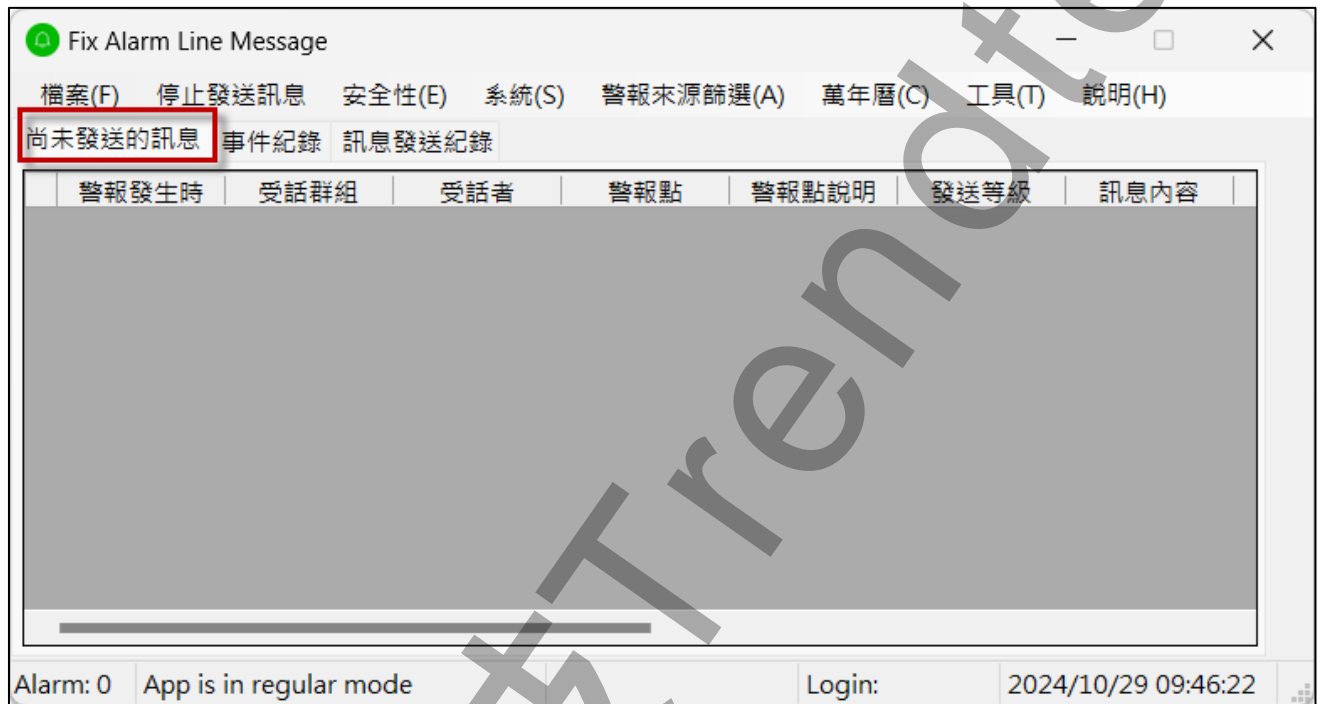 Fix Alarm Line Message
檔案(F) 停止發送訊息 安全性(E) 系統(S) 警報來源篩選(A) 萬年曆(C) 工具(T) 說明(H)
尚未發送的訊息 事件紀錄 訊息發送紀錄
警報發生時 受話群組 受話者 警報點 警報點說明 發送等級 訊息內容
Trendt
Alarm: 0 App is in regular mode Login: 2024/10/29 09:46:22